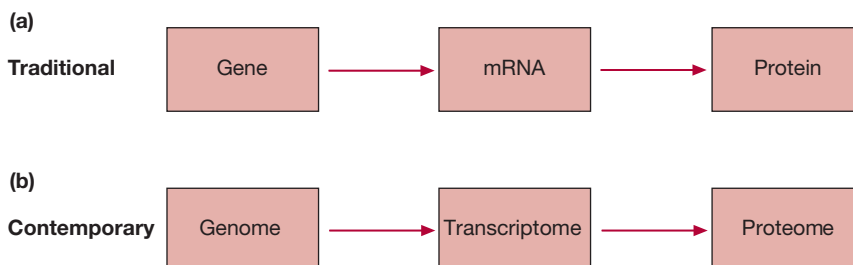 (a)
Traditional Gene mRNA Protein
(b)
Contemporary Genome Transcriptome Proteome